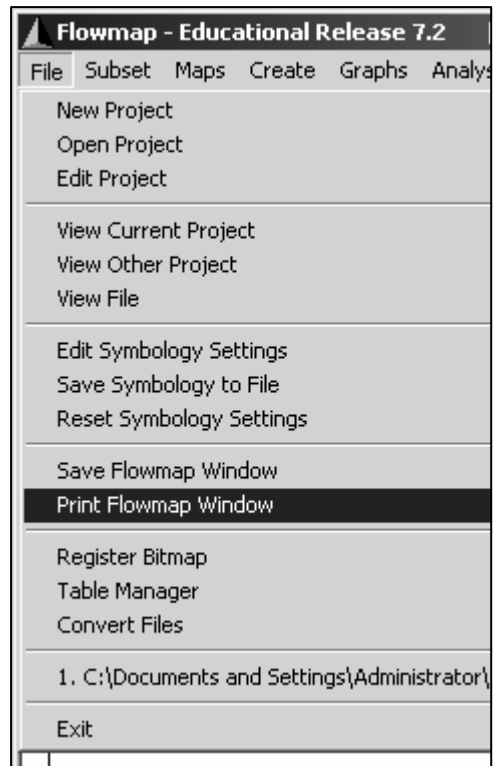 Flowmap - Educational Release 7.2
File Subset Maps Create Graphs Analys
New Project
Open Project
Edit Project
View Current Project
View Other Project
View File
Edit Symbology Settings
Save Symbology to File
Reset Symbology Settings
Save Flowmap Window
Print Flowmap Window
Register Bitmap
Table Manager
Convert Files
1. C:\Documents and Settings\Administrator\
Exit